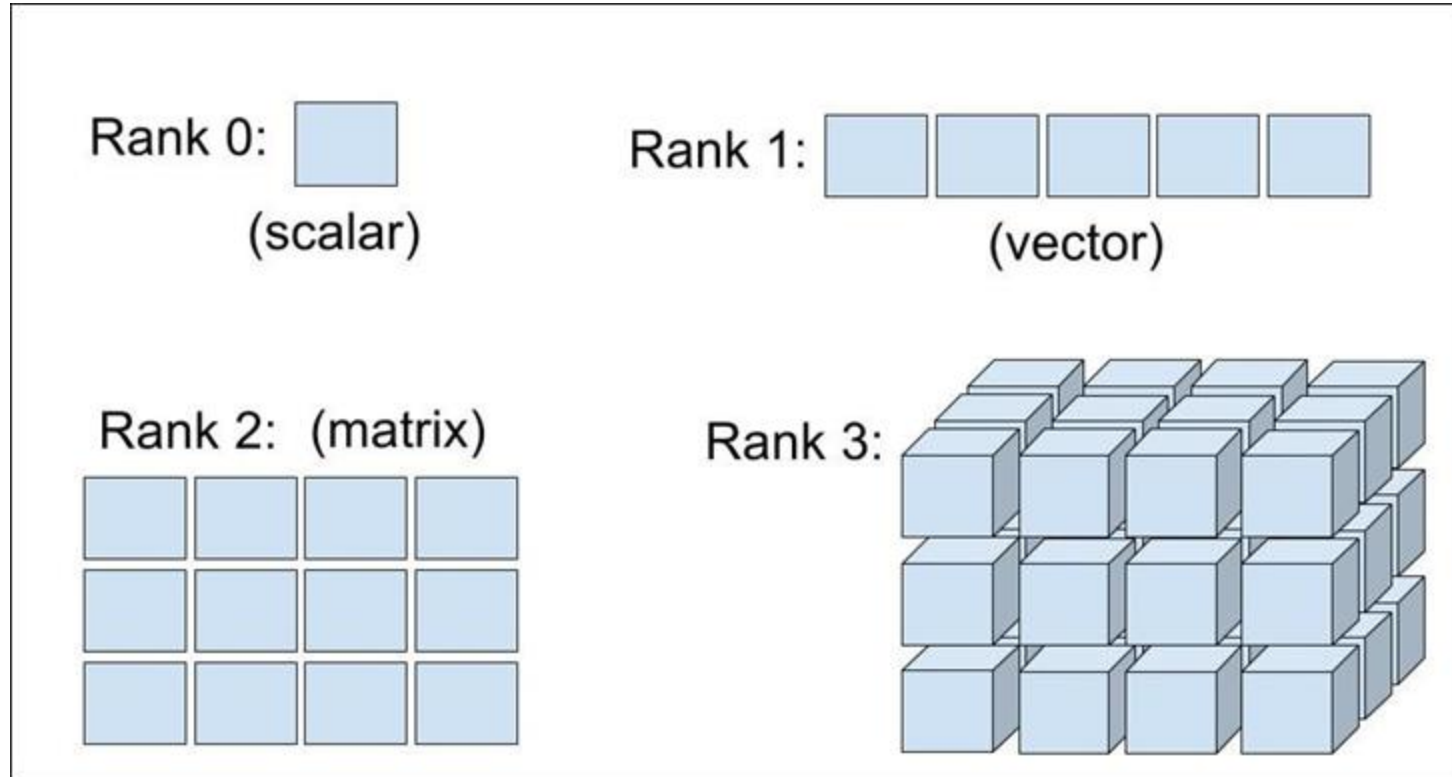 Rank 0:
(scalar)
Rank 1:
(vector)
Rank 2: (matrix)
Rank 3: